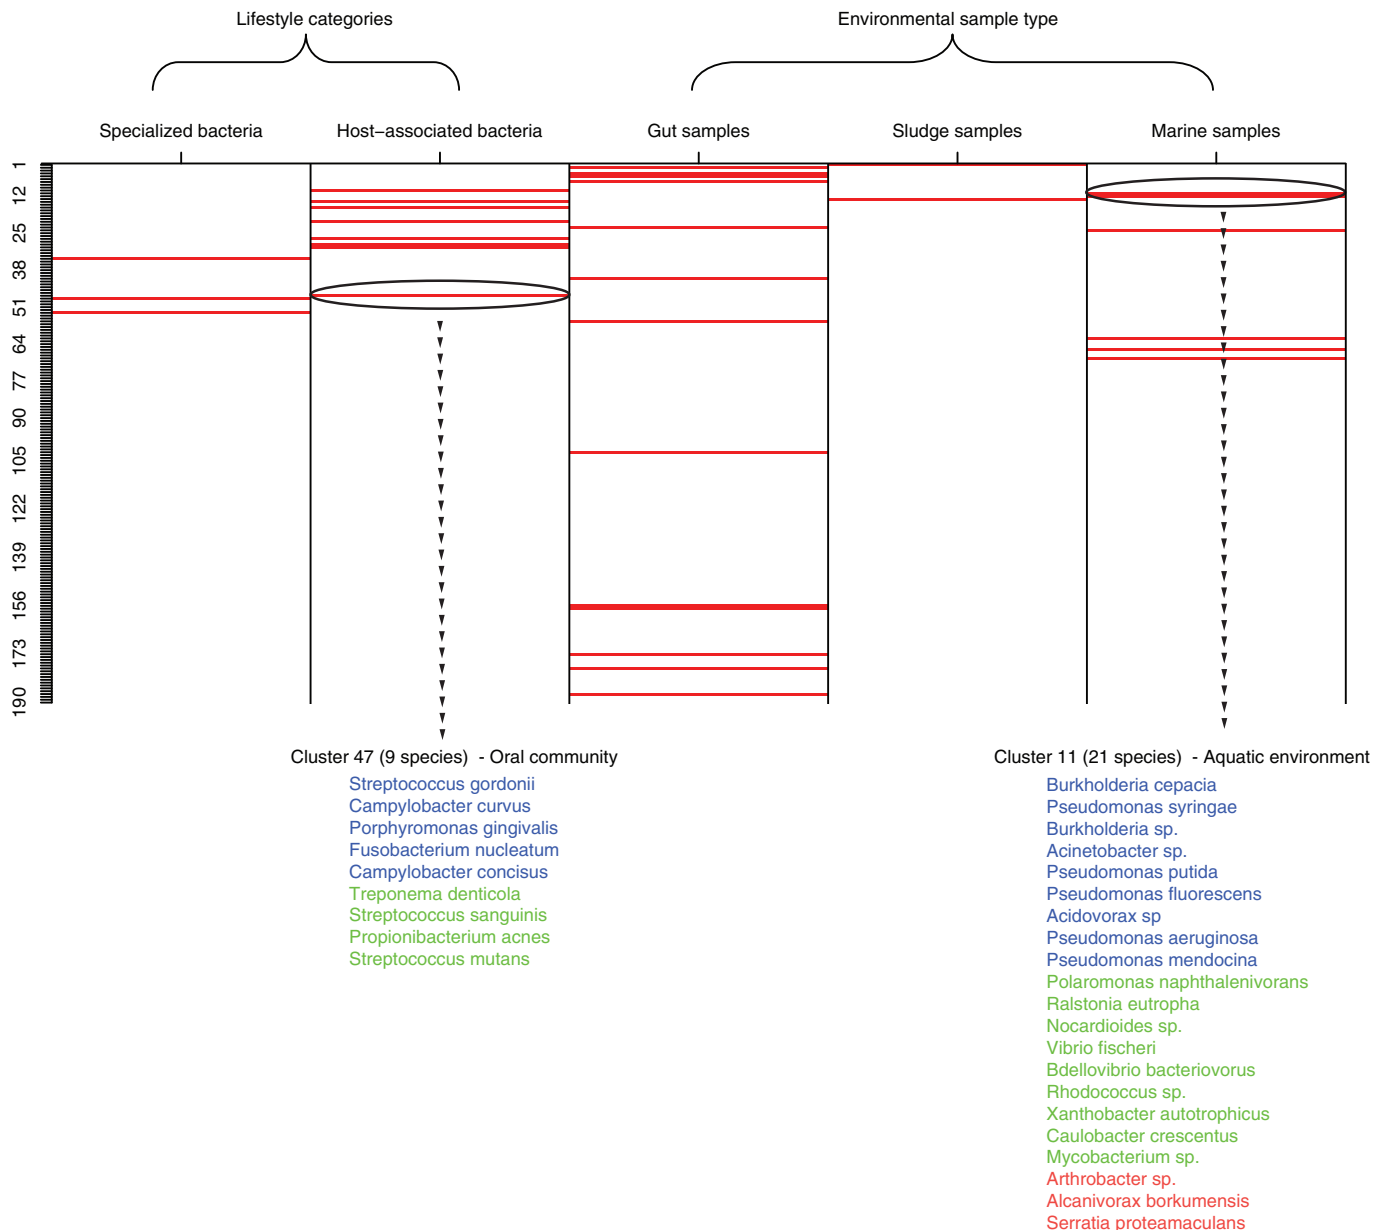 Lifestyle categories
Environmental sample type
Specialized bacteria
Host−associated bacteria
Gut samples
Sludge samples
Marine samples
1
12
25
38
51
64
77
90
105
122
139
156
173
190
Cluster 47 (9 species) - Oral community
Streptococcus gordonii
Campylobacter curvus
Porphyromonas gingivalis
Fusobacterium nucleatum
Campylobacter concisus
Treponema denticola
Streptococcus sanguinis
Propionibacterium acnes
Streptococcus mutans
Cluster 11 (21 species) - Aquatic environment
Burkholderia cepacia
Pseudomonas syringae
Burkholderia sp.
Acinetobacter sp.
Pseudomonas putida
Pseudomonas fluorescens
Acidovorax sp
Pseudomonas aeruginosa
Pseudomonas mendocina
Polaromonas naphthalenivorans
Ralstonia eutropha
Nocardioides sp.
Vibrio fischeri
Bdellovibrio bacteriovorus
Rhodococcus sp.
Xanthobacter autotrophicus
Caulobacter crescentus
Mycobacterium sp.
Arthrobacter sp.
Alcanivorax borkumensis
Serratia proteamaculans